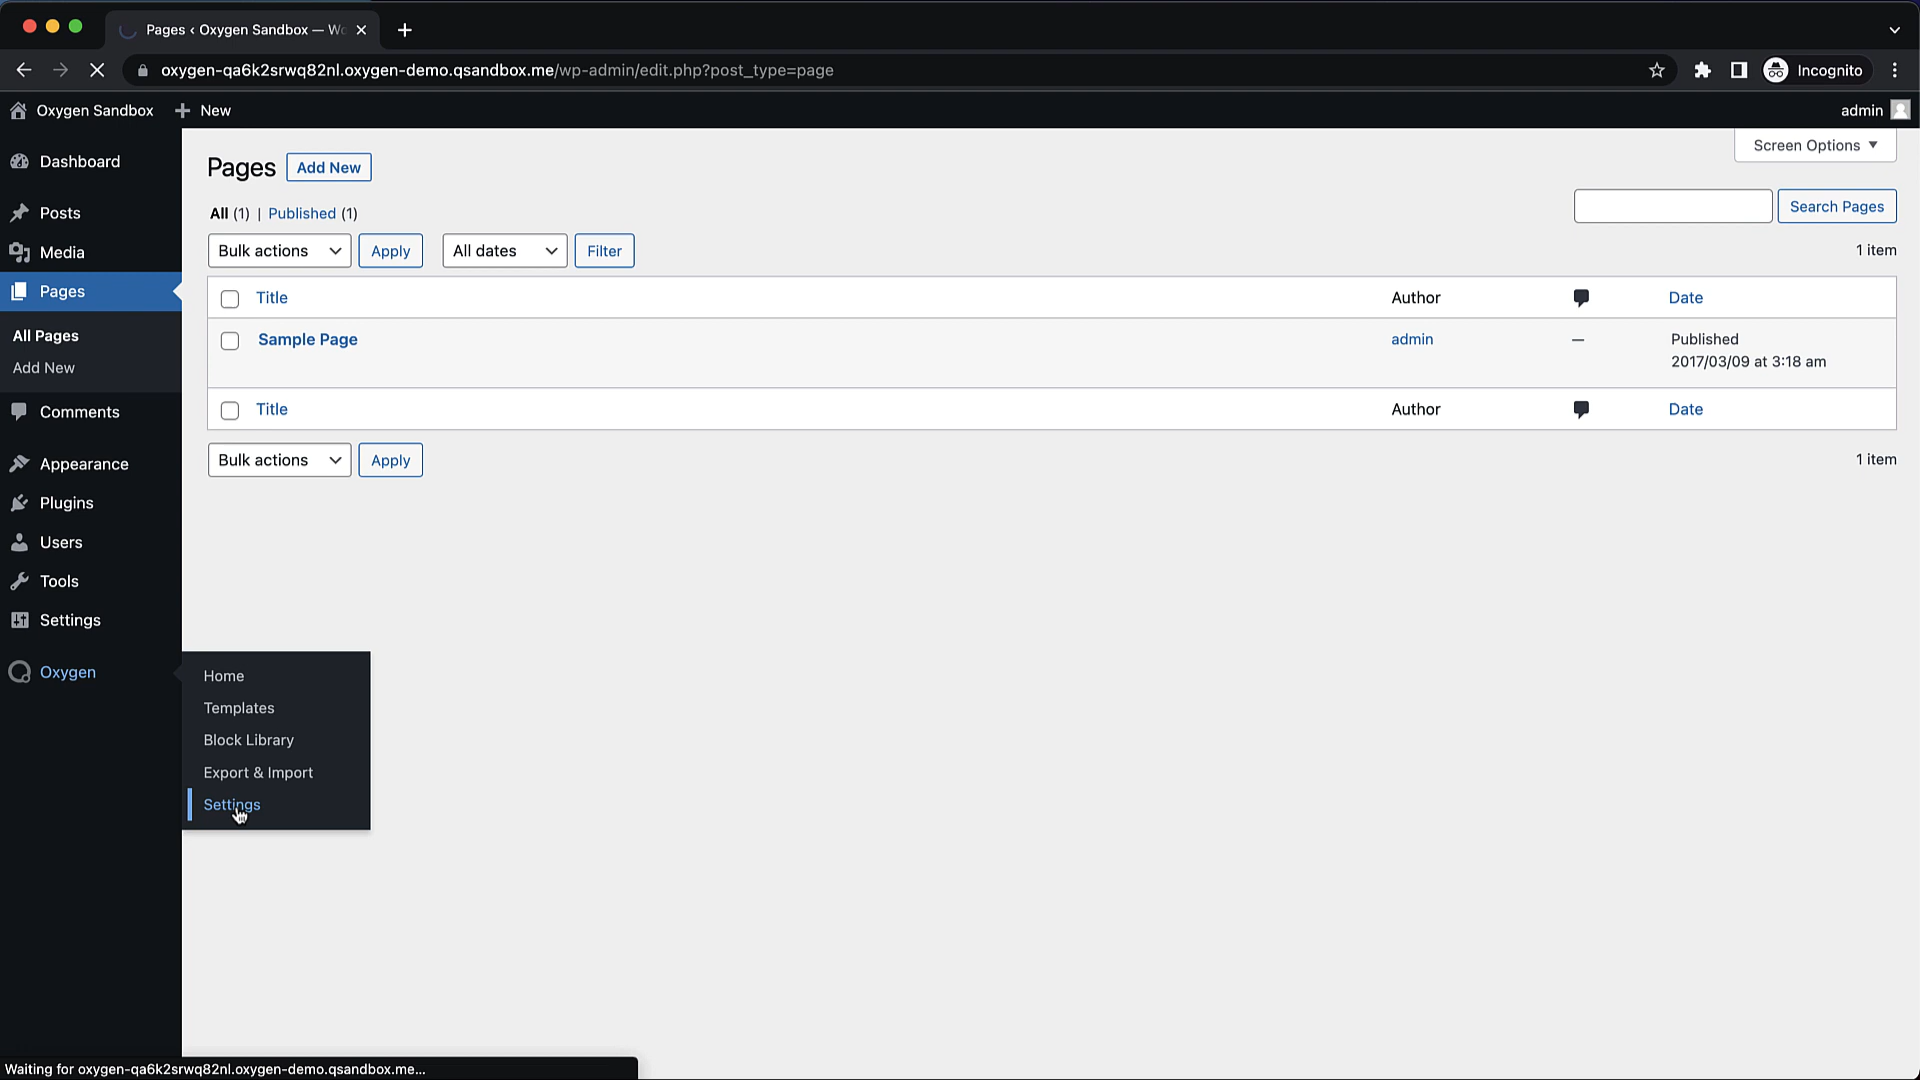 Pages ‹ Oxygen Sandbox — Wo
oxygen-qa6k2srwq82nl.oxygen-demo.qsandbox.me/wp-admin/edit.php?post_type=page
Incognito
Oxygen Sandbox
New
admin
Dashboard
Posts
Media
Pages
All Pages
Add New
Comments
Appearance
Plugins
Users
Tools
Settings
Oxygen
Home
Templates
Block Library
Export & Import
Settings
Screen Options
Pages Add New
All (1) | Published (1)
Search Pages
Bulk actions Apply All dates Filter
1 item
Title Author Date
Sample Page admin — Published
2017/03/09 at 3:18 am
Title Author Date
Bulk actions Apply
1 item
Waiting for oxygen-qa6k2srwq82nl.oxygen-demo.qsandbox.me...